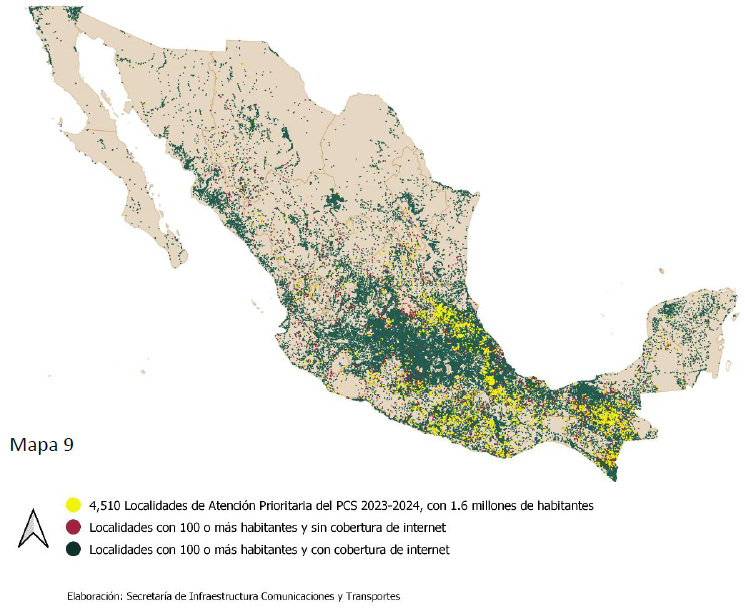 Mapa 9
4,510 Localidades de Atención Prioritaria del PCS 2023-2024, con 1.6 millones de habitantes
Localidades con 100 o más habitantes y sin cobertura de internet
Localidades con 100 o más habitantes y con cobertura de internet
Elaboración: Secretaría de Infraestructura Comunicaciones y Transportes